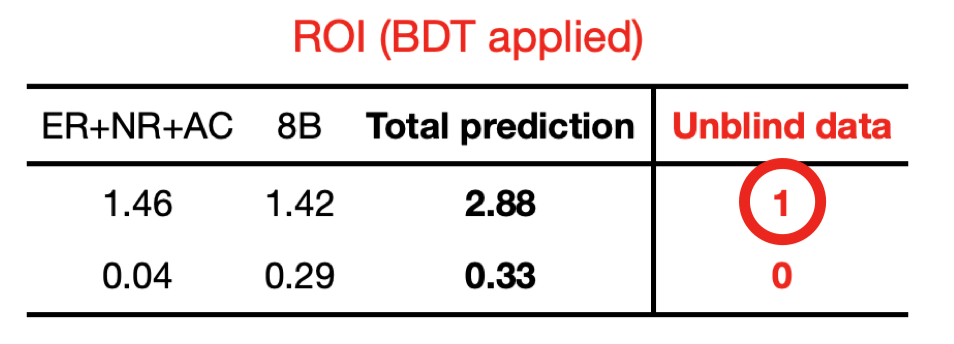 ROI (BDT applied)
ER+NR+AC 8B Total prediction Unblind data
1.46 1.42 2.88 1
0.04 0.29 0.33 0